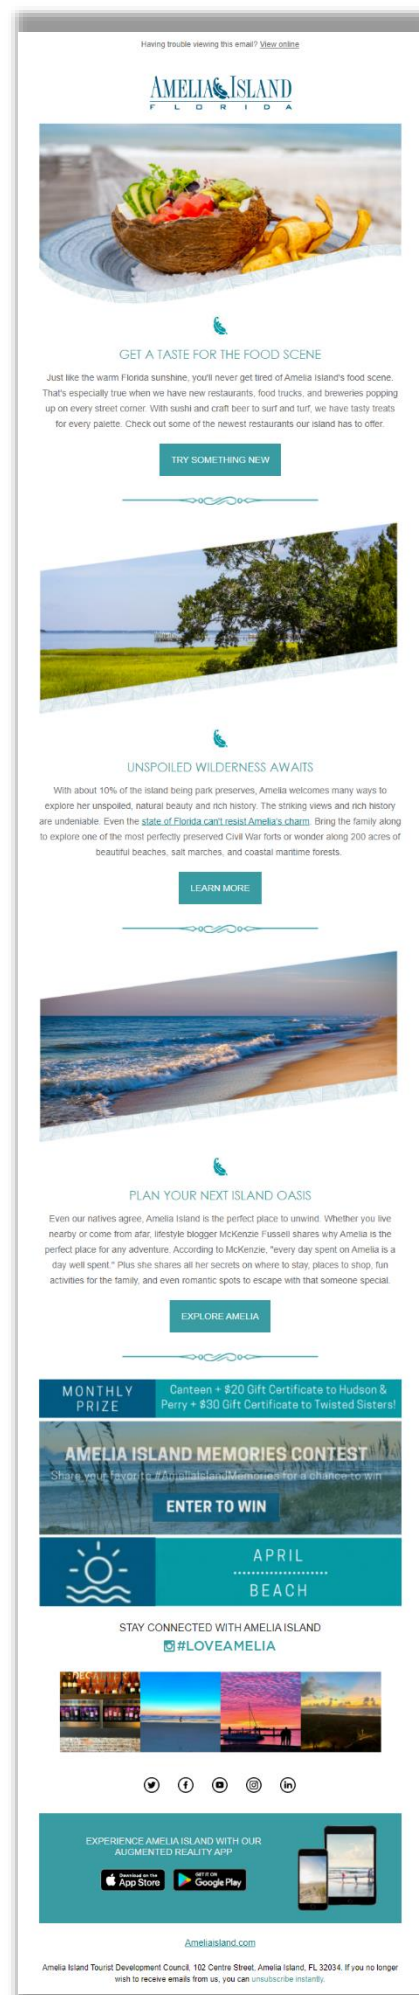 Having trouble viewing this email? View online
AMELIA ISLAND
FLORIDA
GET A TASTE FOR THE FOOD SCENE
Just like the warm Florida sunshine, you'll never get tired of Amelia Island's food scene.
That's especially true when we have new restaurants, food trucks, and breweries popping
up on every street corner. With sushi and craft beer to surf and turf, we have tasty treats
for every palette. Check out some of the newest restaurants our island has to offer.
TRY SOMETHING NEW
UNSPOILED WILDERNESS AWAITS
With about 10% of the island being park preserves, Amelia welcomes many ways to
explore her unspoiled, natural beauty and rich history. The striking views and rich history
are undeniable. Even the state of Florida can't resist Amelia's charm. Bring the family along
to explore one of the most perfectly preserved Civil War forts or wonder along 200 acres of
beautiful beaches, salt marches, and coastal maritime forests.
LEARN MORE
PLAN YOUR NEXT ISLAND OASIS
Even our natives agree, Amelia Island is the perfect place to unwind. Whether you live
nearby or come from afar, lifestyle blogger McKenzie Fussell shares why Amelia is the
perfect place for any adventure. According to McKenzie, "every day spent on Amelia is a
day well spent." Plus she shares all her secrets on where to stay, places to shop, fun
activities for the family, and even romantic spots to escape with that someone special.
EXPLORE AMELIA
MONTHLY
PRIZE
Canteen + $20 Gift Certificate to Hudson &
Perry + $30 Gift Certificate to Twisted Sisters!
AMELIA ISLAND MEMORIES CONTEST
Share your favorite #AmeliaIslandMemories for a chance to win
ENTER TO WIN
APRIL
BEACH
STAY CONNECTED WITH AMELIA ISLAND
#LOVEAMELIA
EXPERIENCE AMELIA ISLAND WITH OUR
AUGMENTED REALITY APP
Download on the
App Store
GET IT ON
Google Play
Ameliaisland.com
Amelia Island Tourist Development Council, 102 Centre Street, Amelia Island, FL 32034. If you no longer
wish to receive emails from us, you can unsubscribe instantly.